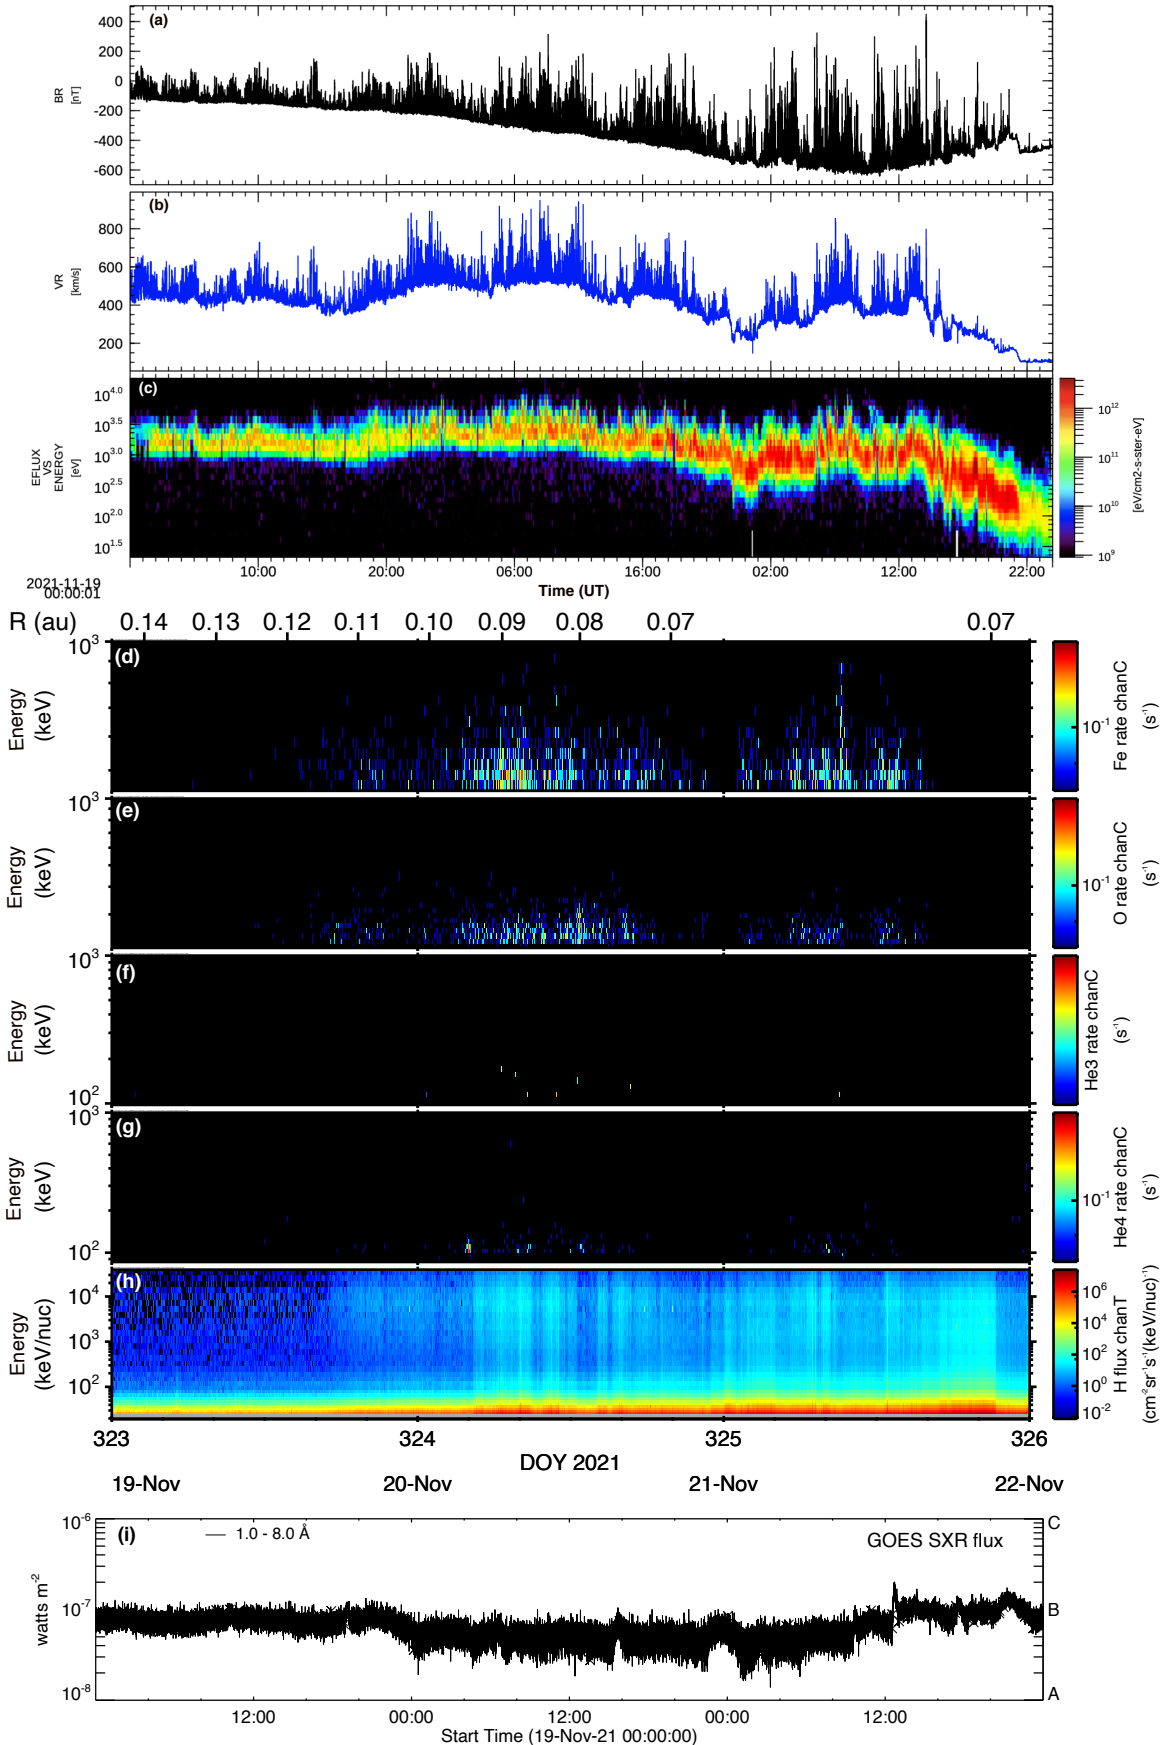 (a)
400
200
0
-200
-400
-600
BR
[nT]
(b)
800
600
400
200
VR
[km/s]
(c)
10^4.0
10^3.5
10^3.0
10^2.5
10^2.0
10^1.5
EFLUX
VS
ENERGY
[eV]
10^12
10^11
10^10
10^9
[eV/cm2-s-ster-eV]
10:00 20:00 06:00 16:00 02:00 12:00 22:00
2021-11-19
00:00:01
Time (UT)
R (au) 0.14 0.13 0.12 0.11 0.10 0.09 0.08 0.07 0.07
(d)
10^3
Energy
(keV)
10^-1
Fe rate chanC
(s^-1)
(e)
10^3
Energy
(keV)
10^-1
O rate chanC
(s^-1)
(f)
10^3
10^2
Energy
(keV)
He3 rate chanC
(s^-1)
(g)
10^3
10^2
Energy
(keV)
10^-1
He4 rate chanC
(s^-1)
(h)
10^4
10^3
10^2
Energy
(keV/nuc)
10^6
10^4
10^2
10^0
10^-2
H flux chanT
(cm^-2sr^-1s^-1(keV/nuc)^-1)
323 324 325 326
DOY 2021
19-Nov 20-Nov 21-Nov 22-Nov
(i)
1.0 - 8.0 Å
GOES SXR flux
10^-6
10^-7
10^-8
watts m^-2
C
B
A
12:00 00:00 12:00 00:00 12:00
Start Time (19-Nov-21 00:00:00)